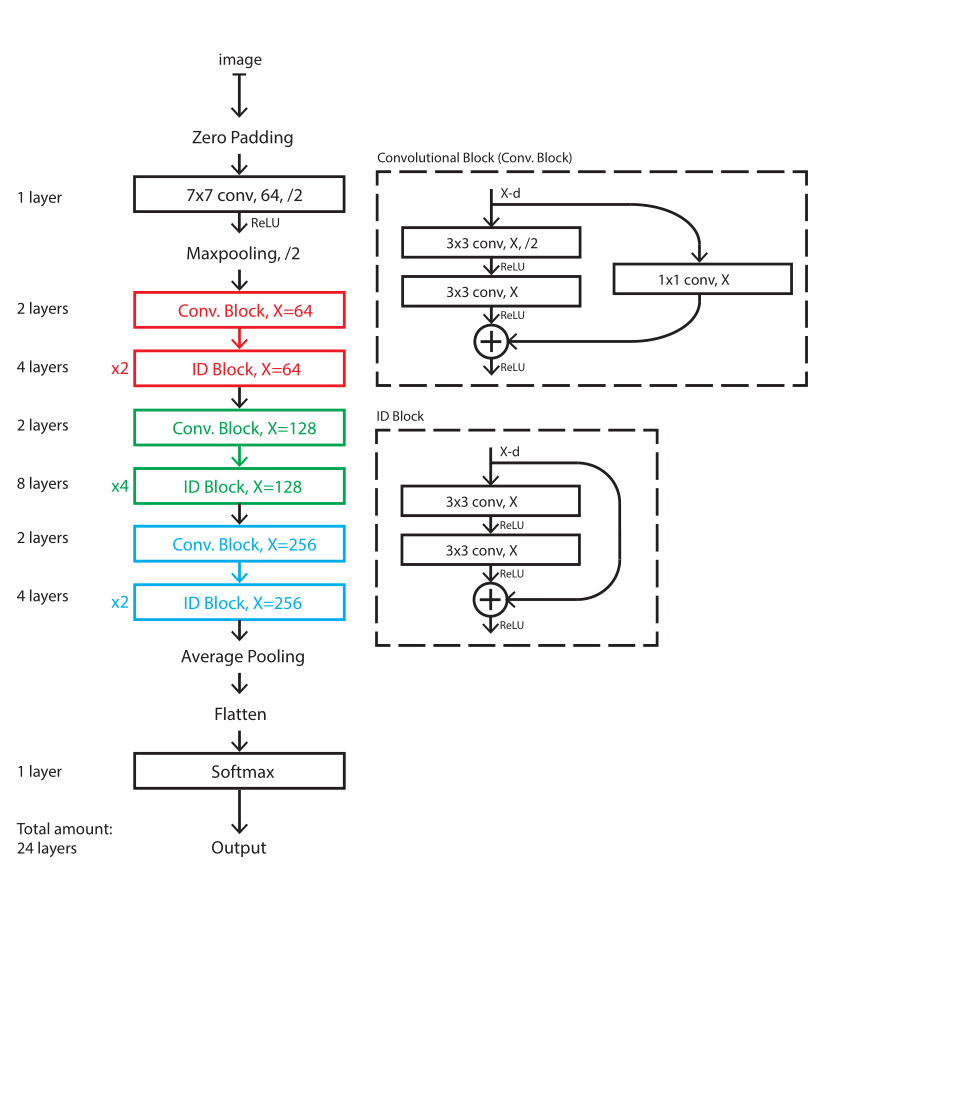 image
Zero Padding
1 layer
7x7 conv, 64, /2
ReLU
Maxpooling, /2
2 layers
Conv. Block, X=64
4 layers
x2
ID Block, X=64
2 layers
Conv. Block, X=128
8 layers
x4
ID Block, X=128
2 layers
Conv. Block, X=256
4 layers
x2
ID Block, X=256
Average Pooling
Flatten
1 layer
Softmax
Total amount:
24 layers
Output
Convolutional Block (Conv. Block)
X-d
3x3 conv, X, /2
ReLU
3x3 conv, X
ReLU
1x1 conv, X
ReLU
ID Block
X-d
3x3 conv, X
ReLU
3x3 conv, X
ReLU
ReLU